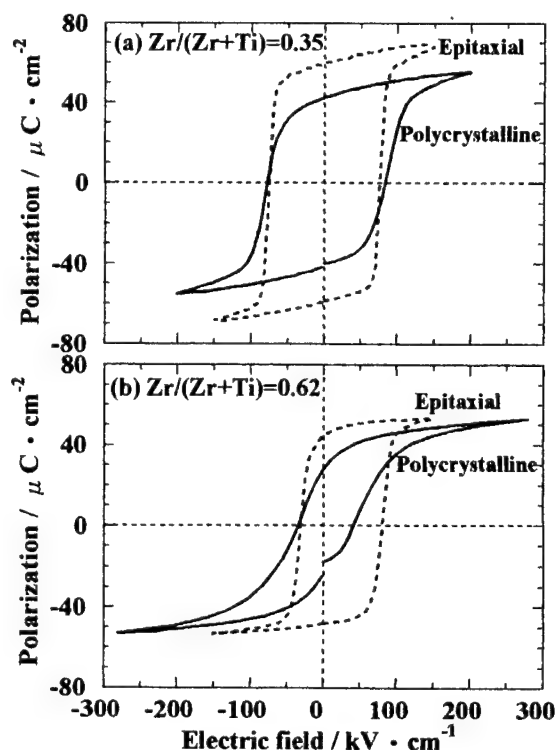 (a) Zr/(Zr+Ti)=0.35
Epitaxial
Polycrystalline
80
40
0
-40
-80
Polarization / μC・cm⁻²
(b) Zr/(Zr+Ti)=0.62
Epitaxial
Polycrystalline
80
40
0
-40
-80
Polarization / μC・cm⁻²
-300 -200 -100 0 100 200 300
Electric field / kV・cm⁻¹